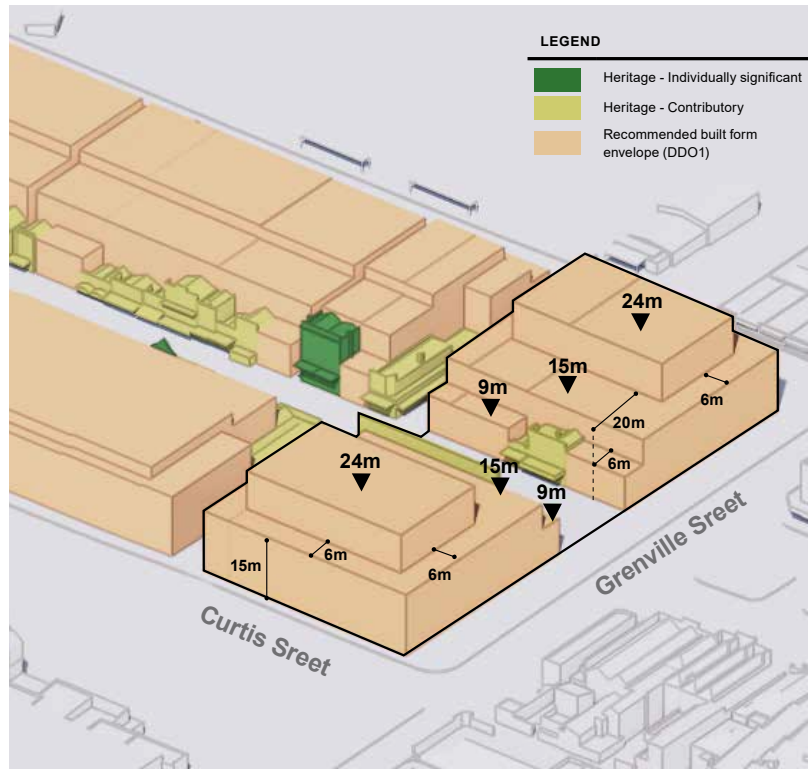 LEGEND
Heritage - Individually significant
Heritage - Contributory
Recommended built form
envelope (DDO1)
24m
15m
9m
6m
20m
6m
24m
15m
9m
15m
6m
6m
Grenville Sreet
Curtis Sreet